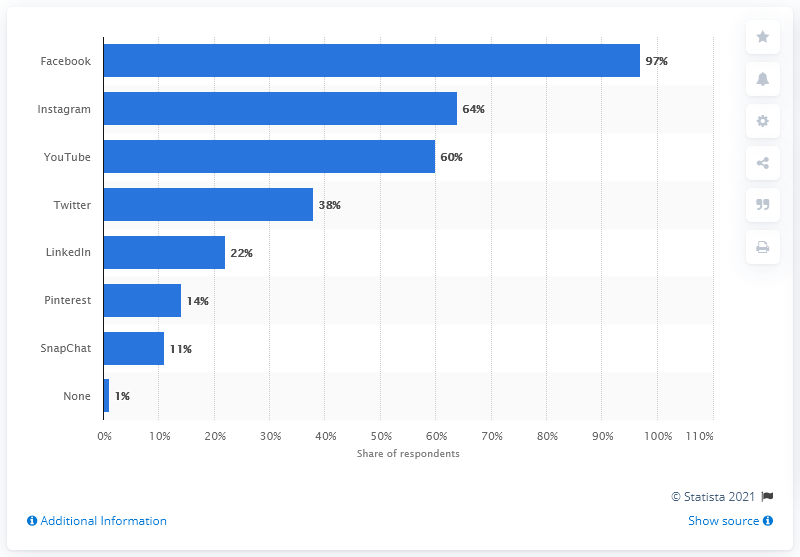 Facebook 97%
Instagram 64%
YouTube 60%
Twitter 38%
LinkedIn 22%
Pinterest 14%
SnapChat 11%
None 1%
0% 10% 20% 30% 40% 50% 60% 70% 80% 90% 100% 110%
Share of respondents
© Statista 2021
Additional Information Show source